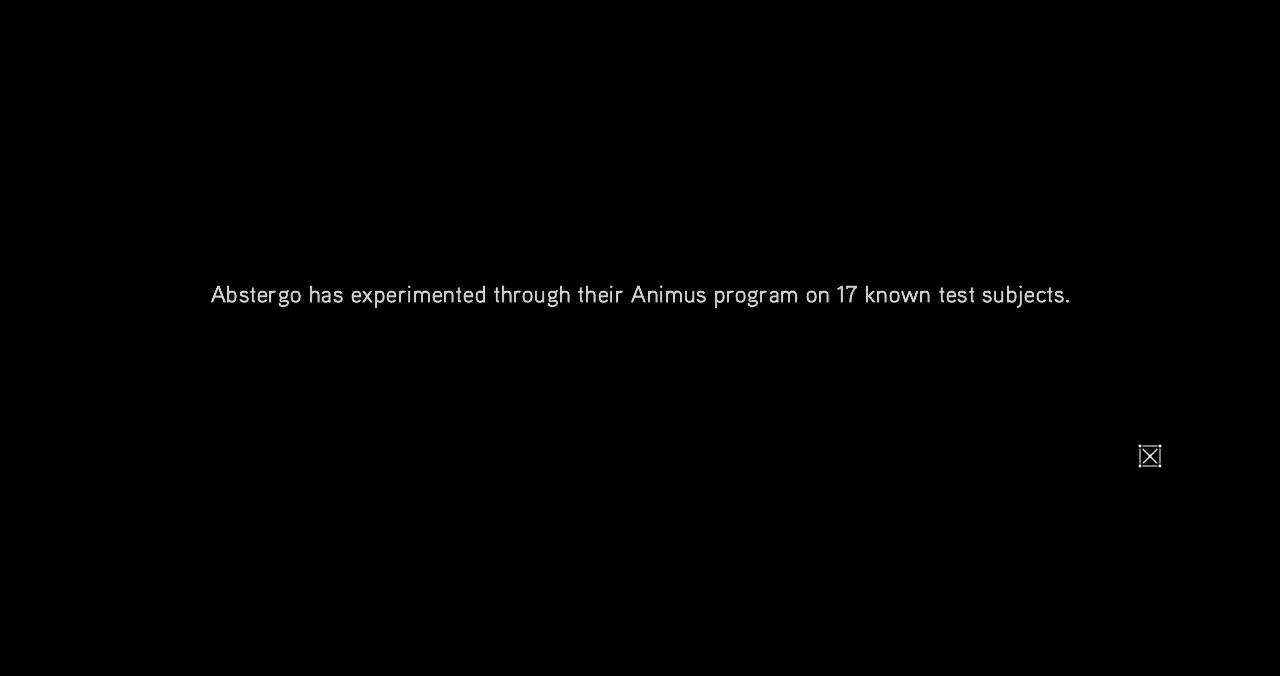 Abstergo has experimented through their Animus program on 17 known test subjects.